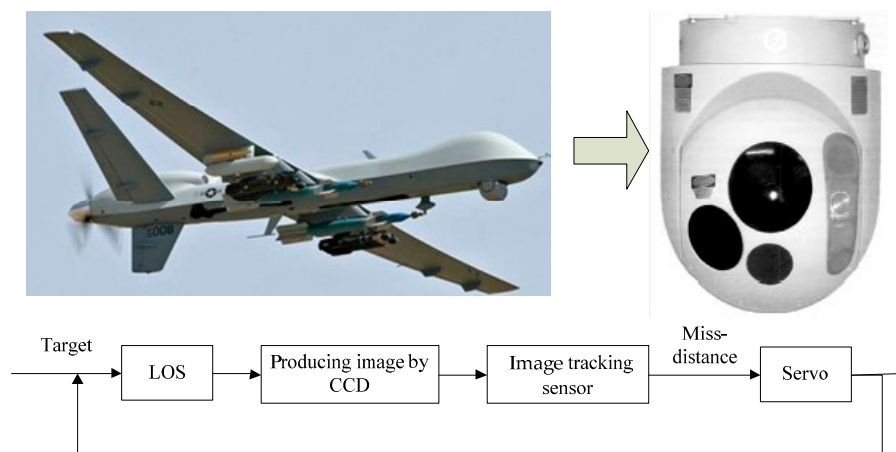 Target
LOS
Producing image by
CCD
Image tracking
sensor
Miss-
distance
Servo